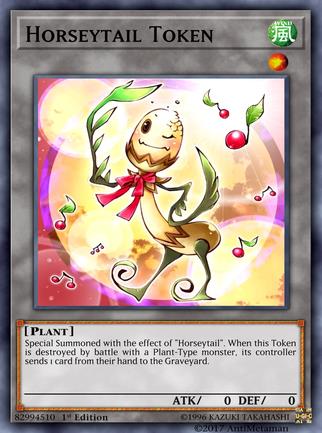 Horseytail Token
WIND
風
[Plant]
Special Summoned with the effect of "Horseytail". When this Token
is destroyed by battle with a Plant-Type monster, its controller
sends 1 card from their hand to the Graveyard.
ATK/ 0 DEF/ 0
82994510 1st Edition ©1996 KAZUKI TAKAHASHI
©2017 AntiMetaman